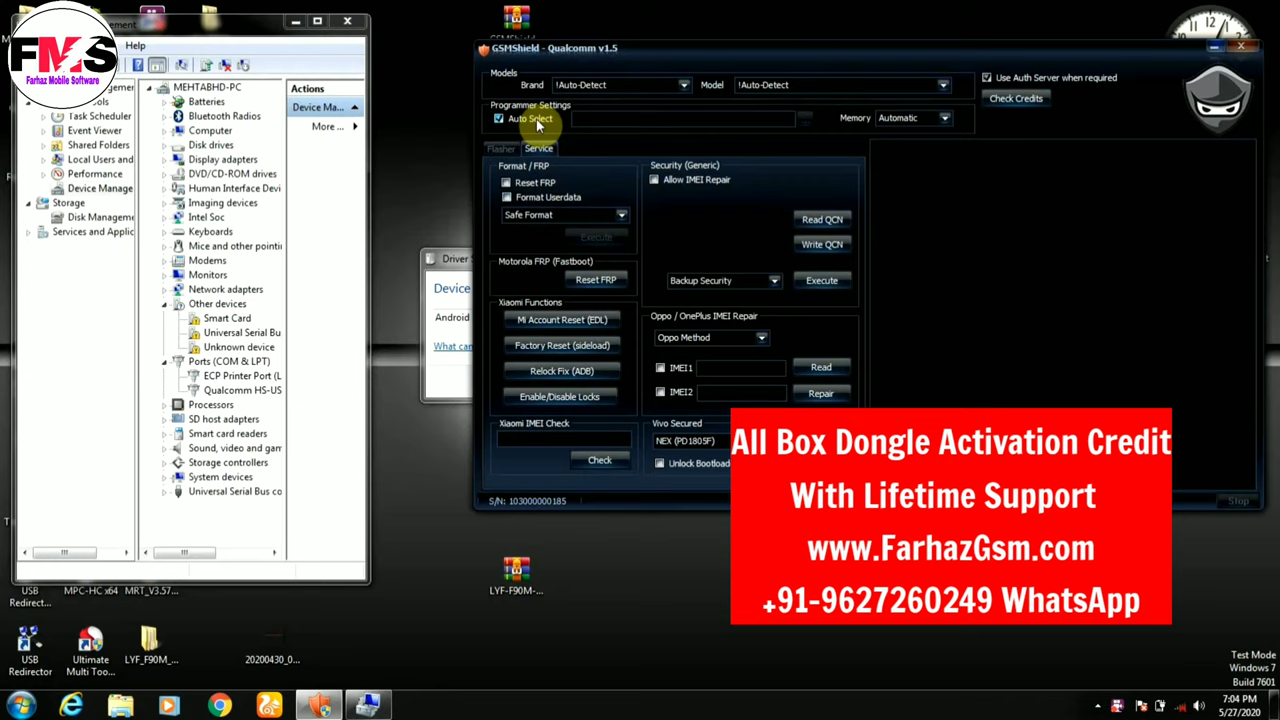 FMS
Farhaz Mobile Software
Help
Task Scheduler
Event Viewer
Shared Folders
Local Users and
Performance
Device Manage
Storage
Disk Management
Services and Applic
MEHTABHD-PC
Batteries
Bluetooth Radios
Computer
Disk drives
Display adapters
DVD/CD-ROM drives
Human Interface Devi
Imaging devices
Intel Soc
Keyboards
Mice and other pointi
Modems
Monitors
Network adapters
Other devices
Smart Card
Universal Serial Bu
Unknown device
Ports (COM & LPT)
ECP Printer Port (L
Qualcomm HS-US
Processors
SD host adapters
Smart card readers
Sound, video and gam
Storage controllers
System devices
Universal Serial Bus co
Actions
Device Ma...
More ...
Driver S
Device
Android
What can
GSMShield - Qualcomm v1.5
Models
Brand !Auto-Detect Model !Auto-Detect
Use Auth Server when required
Check Credits
Programmer Settings
Auto Select
Memory Automatic
Flasher Service
Format / FRP
Reset FRP
Format Userdata
Safe Format
Execute
Motorola FRP (Fastboot)
Reset FRP
Xiaomi Functions
Mi Account Reset (EDL)
Factory Reset (sideload)
Relock Fix (ADB)
Enable/Disable Locks
Xiaomi IMEI Check
Check
Security (Generic)
Allow IMEI Repair
Read QCN
Write QCN
Backup Security Execute
Oppo / OnePlus IMEI Repair
Oppo Method
IMEI1 Read
IMEI2 Repair
Vivo Secured
NEX (PD1805F)
Unlock Bootload
S/N: 103000000185
Stop
All Box Dongle Activation Credit
With Lifetime Support
www.FarhazGsm.com
+91-9627260249 WhatsApp
LYF-F90M-...
USB Redirect...
MPC-HC x64
MRT_V3.57...
USB Redirector
Ultimate Multi Too...
LYF_F90M_...
20200430_0...
Test Mode
Windows 7
Build 7601
7:04 PM
5/27/2020